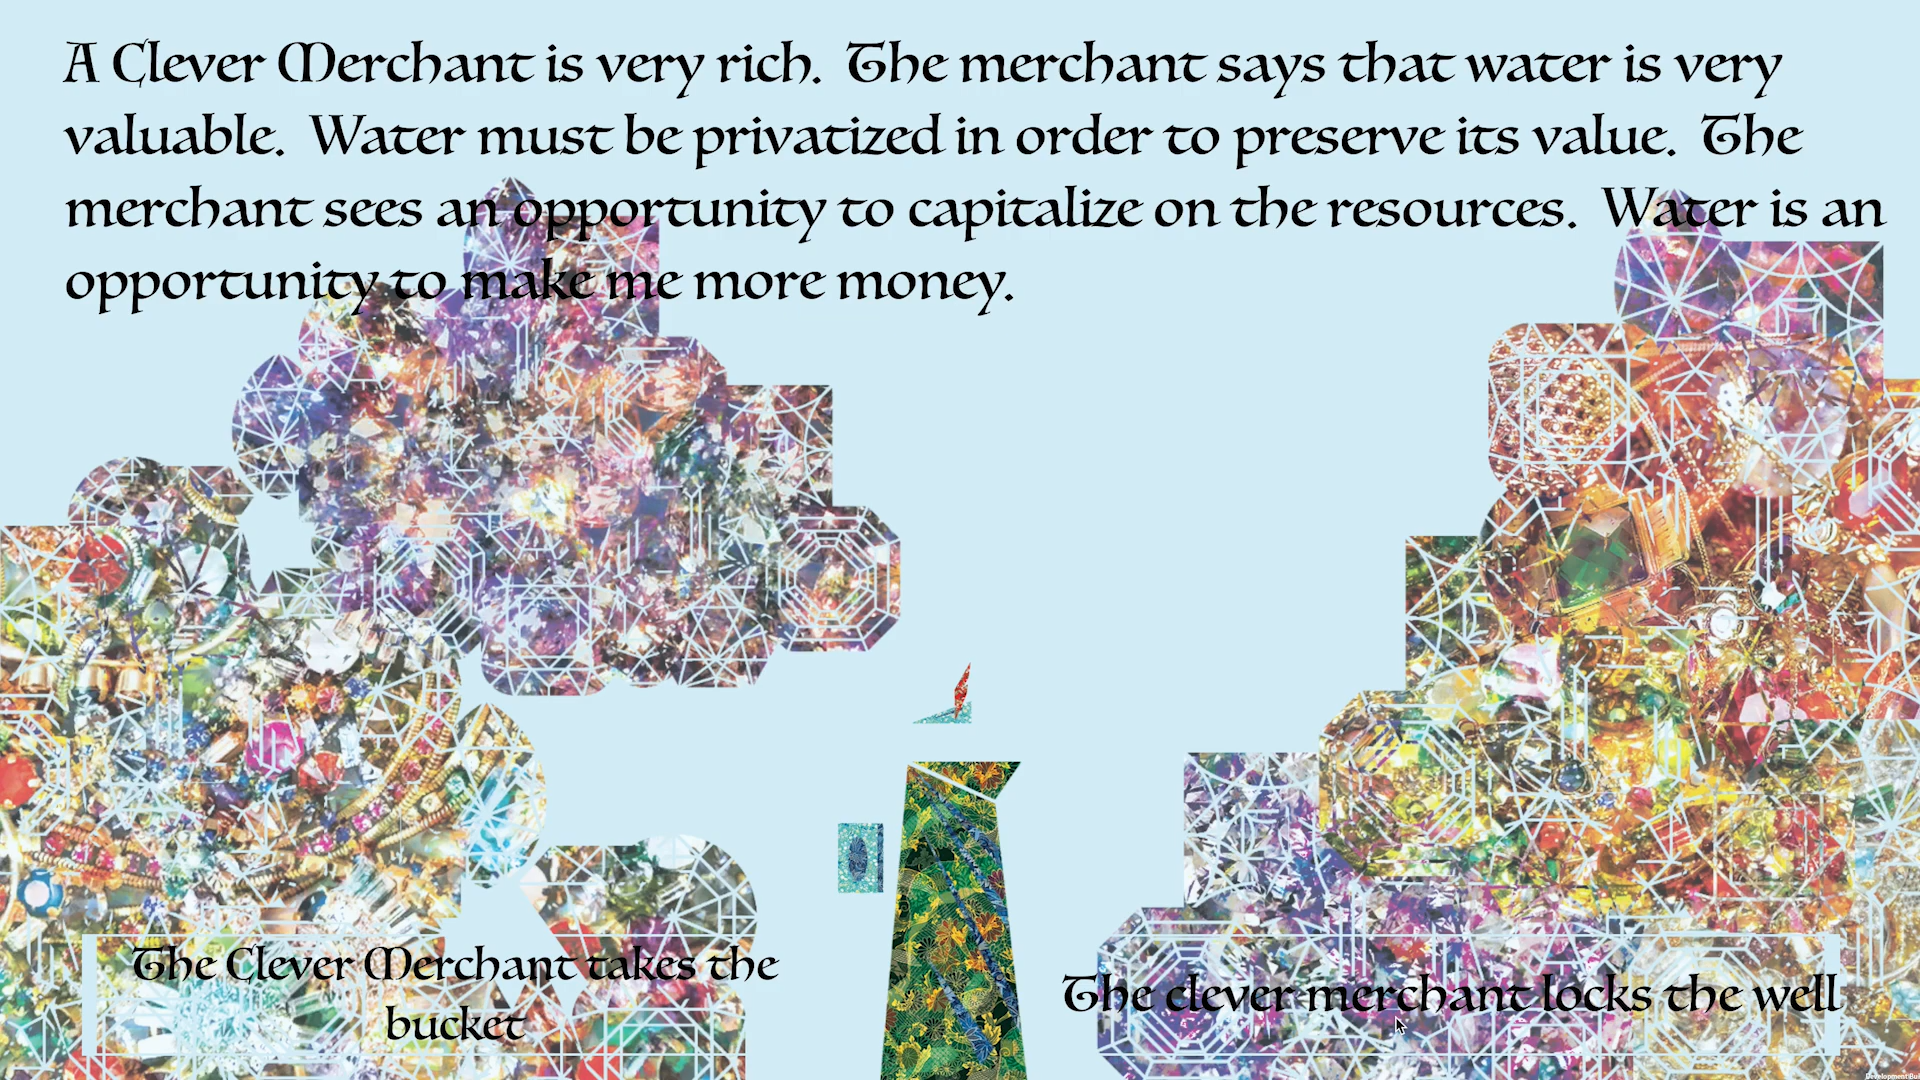 A Clever Merchant is very rich.  The merchant says that water is very
valuable.  Water must be privatized in order to preserve its value.  The
merchant sees an opportunity to capitalize on the resources.  Water is an
opportunity to make me more money.
The Clever Merchant takes the
bucket
The clever merchant locks the well
Development Bui